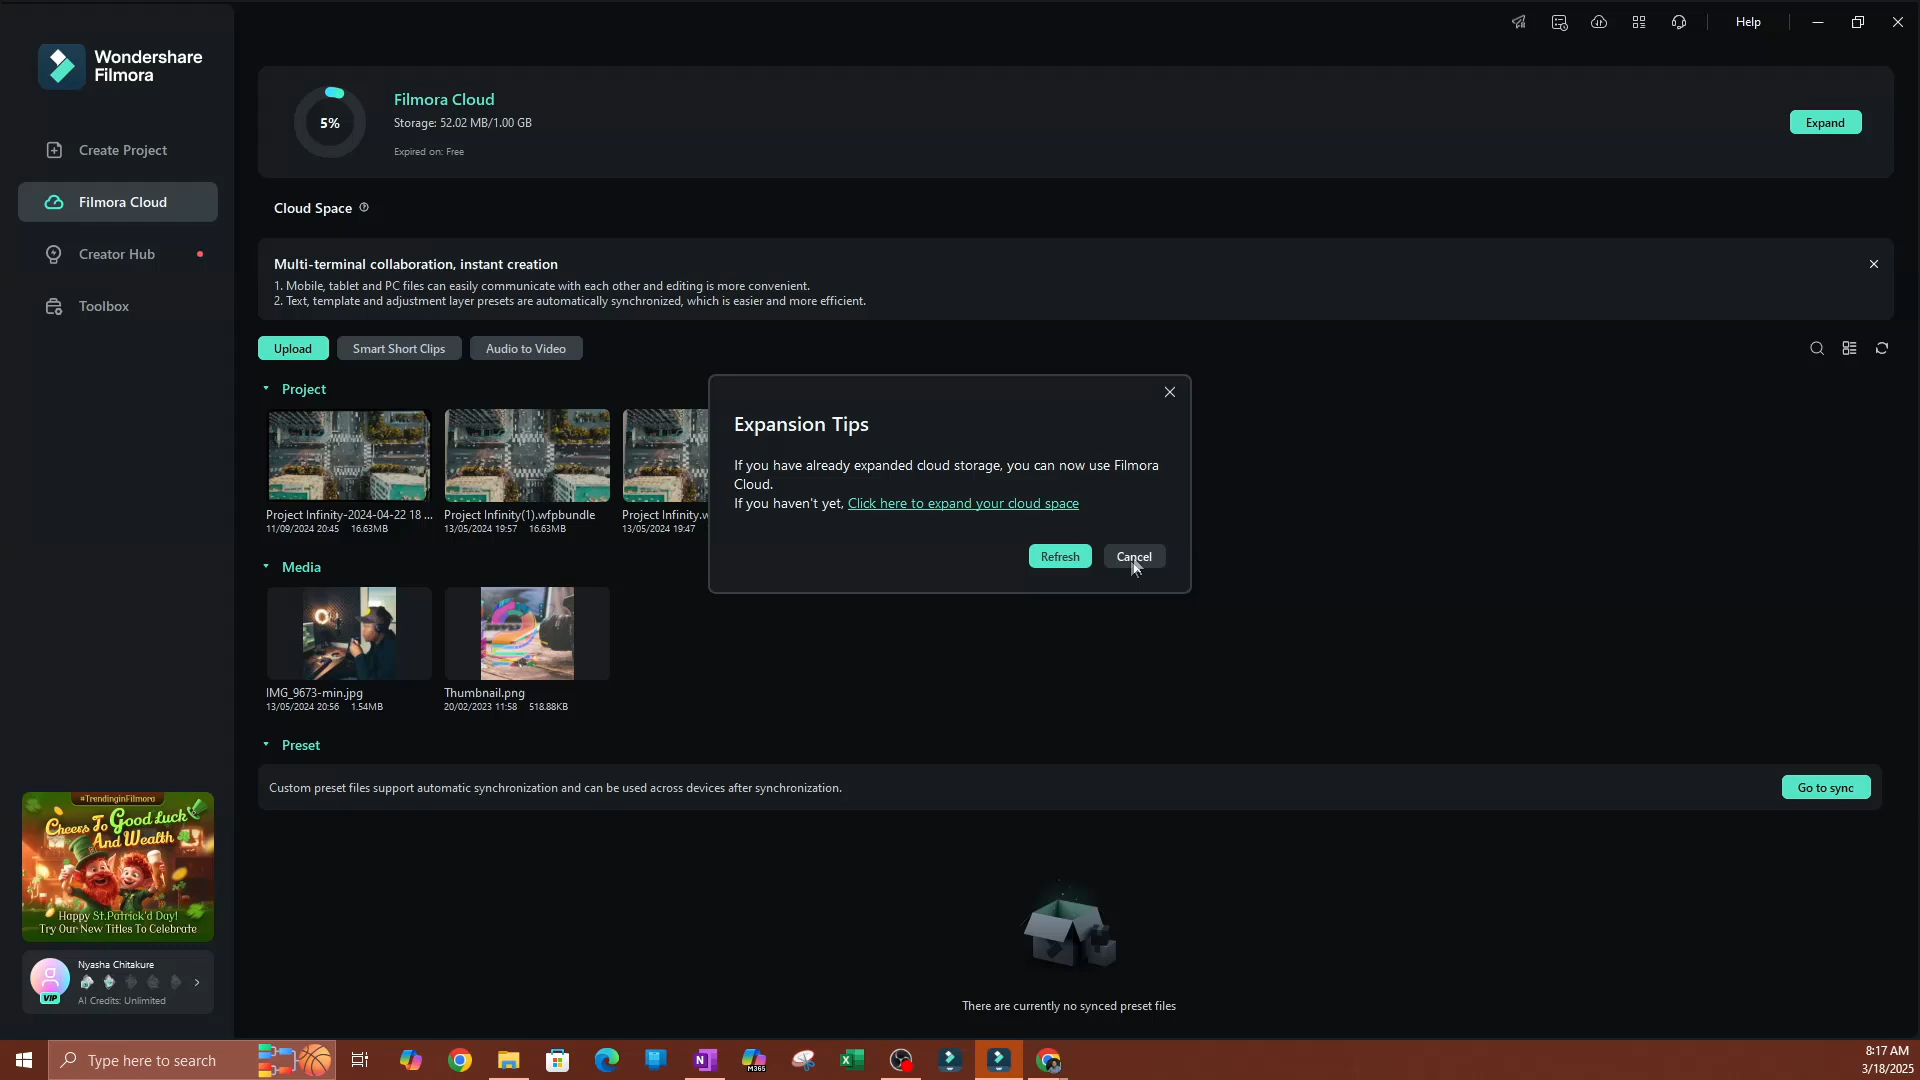 Wondershare
Filmora
Help
Create Project
Filmora Cloud
Creator Hub
Toolbox
5%
Filmora Cloud
Storage: 52.02 MB/1.00 GB
Expired on: Free
Expand
Cloud Space
Multi-terminal collaboration, instant creation
1. Mobile, tablet and PC files can easily communicate with each other and editing is more convenient.
2. Text, template and adjustment layer presets are automatically synchronized, which is easier and more efficient.
Upload
Smart Short Clips
Audio to Video
Project
Project Infinity-2024-04-22 18 ...
11/09/2024 20:45 16.63MB
Project Infinity(1).wfpbundle
13/05/2024 19:57 16.63MB
Project Infinity.w
13/05/2024 19:47
Expansion Tips
If you have already expanded cloud storage, you can now use Filmora
Cloud.
If you haven't yet, Click here to expand your cloud space
Refresh
Cancel
Media
IMG_9673-min.jpg
13/05/2024 20:56 1.54MB
Thumbnail.png
20/02/2023 11:58 518.88KB
Preset
Custom preset files support automatic synchronization and can be used across devices after synchronization.
Go to sync
There are currently no synced preset files
#TrendinginFilmora
Cheers To Good Luck
And Wealth
Happy St.Patrick'd Day!
Try Our New Titles To Celebrate
Nyasha Chitakure
VIP
AI Credits: Unlimited
Type here to search
M365
8:17 AM
3/18/2025